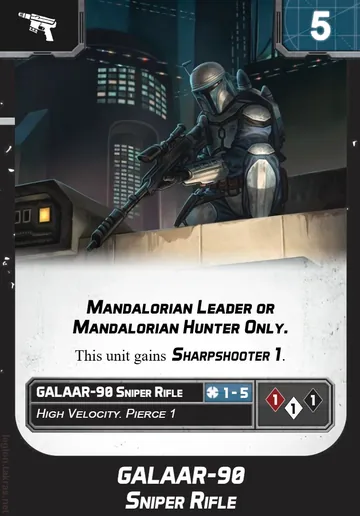 5
MANDALORIAN LEADER OR
MANDALORIAN HUNTER ONLY.
This unit gains SHARPSHOOTER 1.
GALAAR-90 SNIPER RIFLE 1 - 5
HIGH VELOCITY. PIERCE 1
1 1 1
GALAAR-90
SNIPER RIFLE